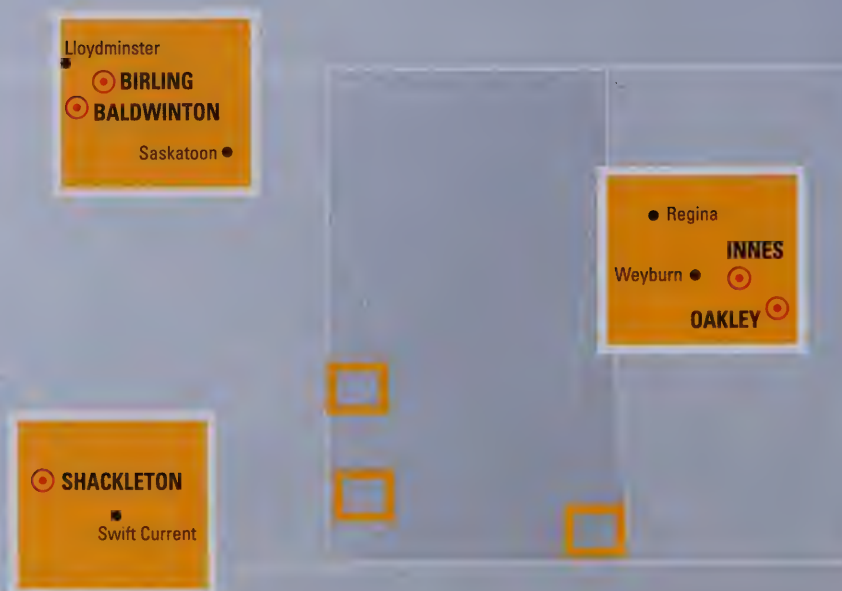 Lloydminster
BIRLING
BALDWINTON
Saskatoon
Regina
INNES
Weyburn
OAKLEY
SHACKLETON
Swift Current